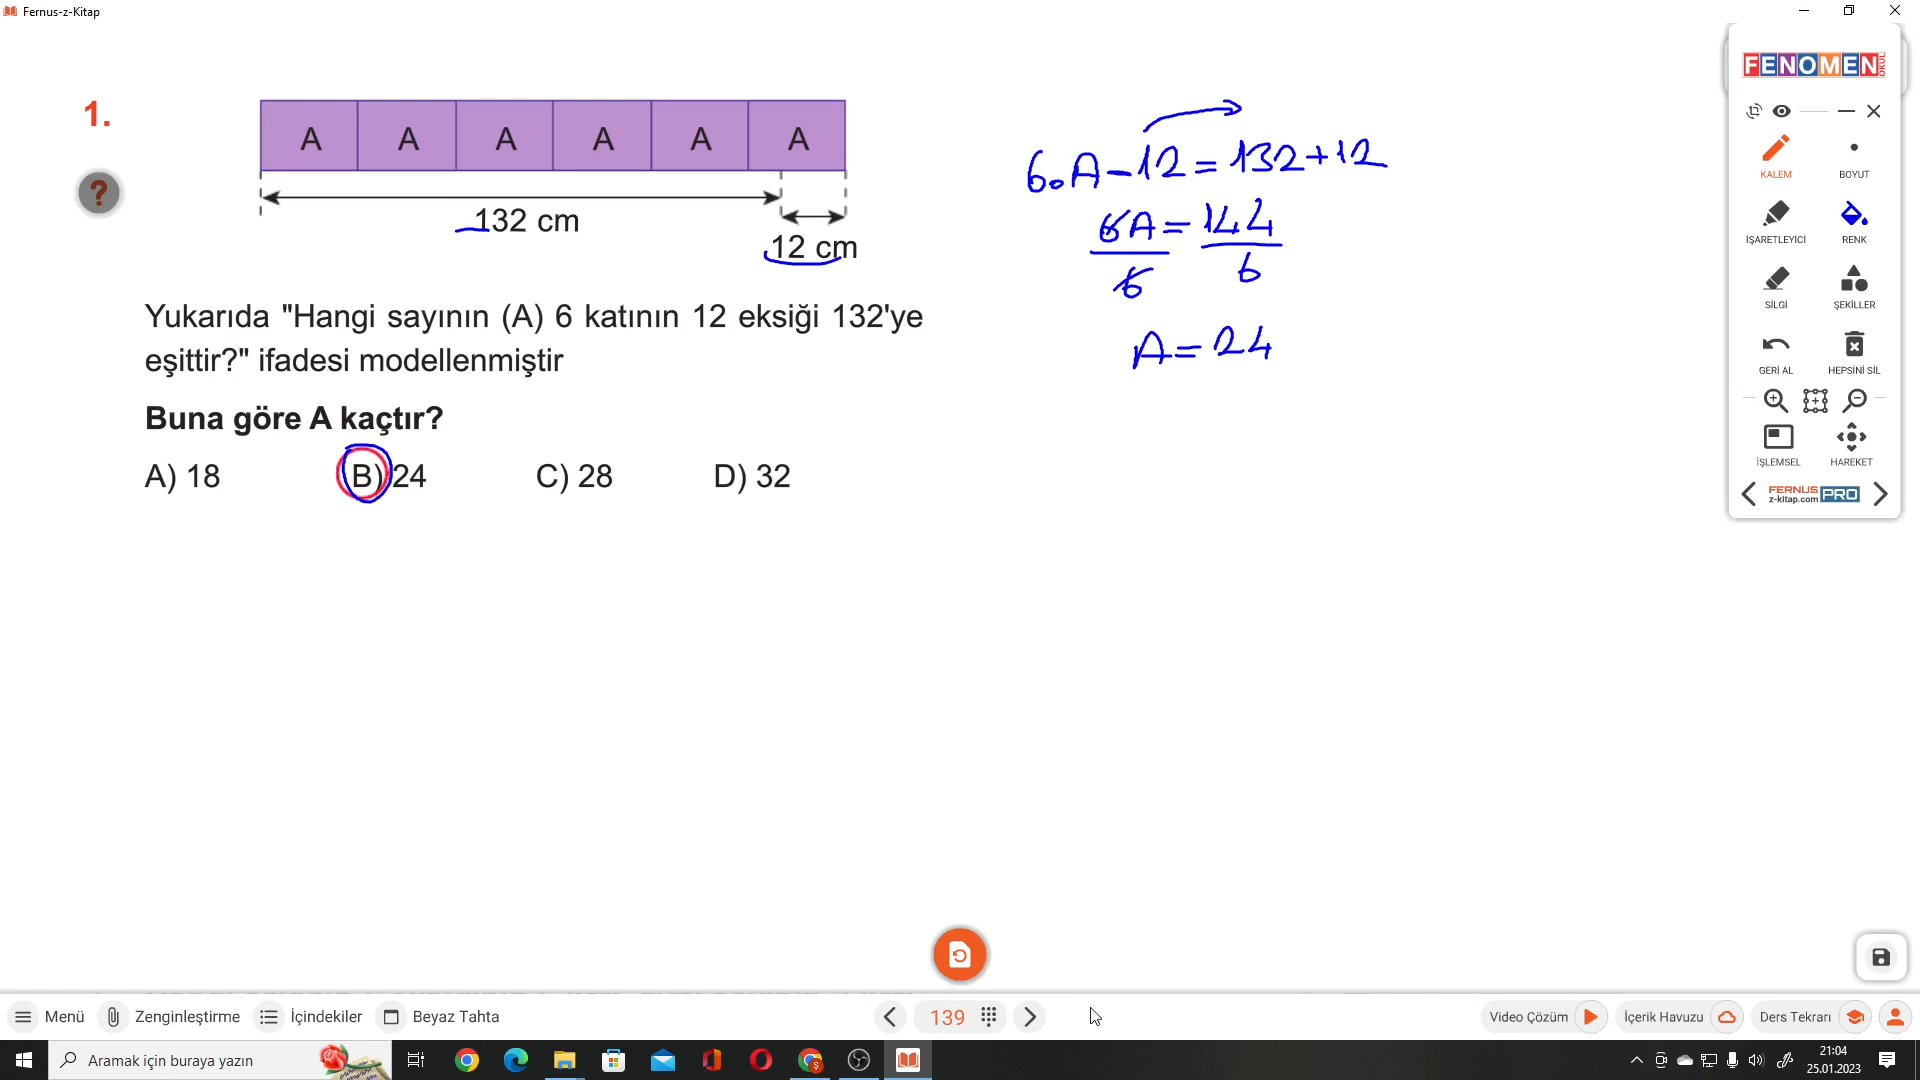 Fernus-z-Kitap
1.
A A A A A A
132 cm
12 cm
?
Yukarıda "Hangi sayının (A) 6 katının 12 eksiği 132'ye
eşittir?" ifadesi modellenmiştir
Buna göre A kaçtır?
A) 18 B) 24 C) 28 D) 32
6.A-12=132+12
6A=144
6 6
A=24
FENOMEN OKUL
KALEM BOYUT
İŞARETLEYİCİ RENK
SİLGİ ŞEKİLLER
GERİ AL HEPSİNİ SİL
İŞLEMSEL HAREKET
FERNUS
z-kitap.com PRO
Menü Zenginleştirme İçindekiler Beyaz Tahta 139 Video Çözüm İçerik Havuzu Ders Tekrarı
Aramak için buraya yazın
21:04
25.01.2023